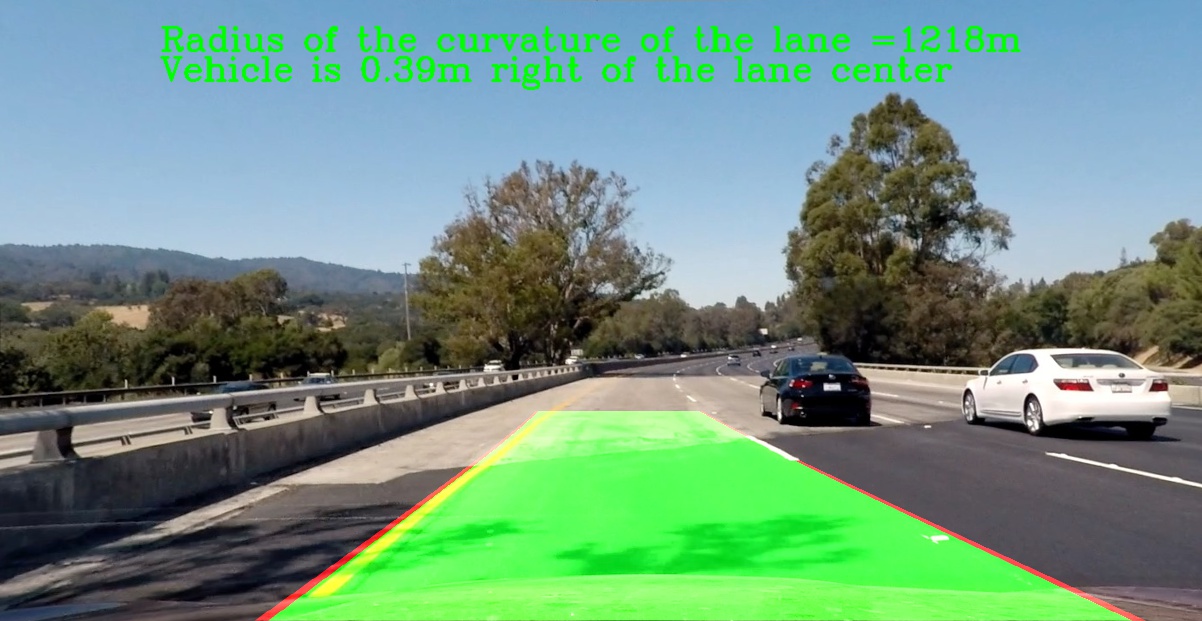 Radius of the curvature of the lane =1218m
Vehicle is 0.39m right of the lane center